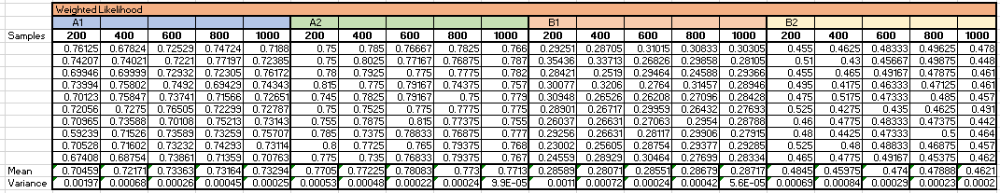 Weighted Likelihood
A1 A2 B1 B2
Samples 200 400 600 800 1000 200 400 600 800 1000 200 400 600 800 1000 200 400 600 800 1000
0.76125 0.67824 0.72529 0.74724 0.7188 0.75 0.785 0.76667 0.7825 0.766 0.29251 0.28705 0.31015 0.30833 0.30305 0.455 0.4625 0.48333 0.49625 0.478
0.74207 0.74021 0.7221 0.77197 0.72385 0.75 0.8025 0.77167 0.76875 0.787 0.35436 0.33713 0.26826 0.29858 0.28105 0.51 0.43 0.45667 0.49875 0.448
0.69946 0.69999 0.72932 0.72305 0.76172 0.78 0.7925 0.775 0.7775 0.782 0.28421 0.2519 0.29464 0.24588 0.29366 0.455 0.465 0.49167 0.47875 0.461
0.73994 0.75802 0.7492 0.69429 0.74343 0.815 0.775 0.79167 0.74375 0.757 0.30077 0.3206 0.2764 0.31457 0.28946 0.495 0.4175 0.46333 0.47125 0.461
0.70123 0.75847 0.73741 0.71566 0.72651 0.745 0.7825 0.79167 0.75 0.779 0.30948 0.26526 0.26208 0.27096 0.28428 0.475 0.5175 0.47333 0.485 0.457
0.72056 0.7275 0.76505 0.72299 0.72787 0.75 0.7525 0.775 0.7775 0.775 0.28901 0.26717 0.29959 0.26432 0.27693 0.525 0.4275 0.435 0.4625 0.491
0.70965 0.73588 0.70108 0.75213 0.73143 0.755 0.7875 0.815 0.77375 0.755 0.26037 0.26631 0.27063 0.2954 0.28788 0.46 0.4775 0.48333 0.47375 0.442
0.59239 0.71526 0.73589 0.73259 0.75707 0.785 0.7375 0.78833 0.76875 0.777 0.29256 0.26631 0.28117 0.29906 0.27915 0.48 0.4425 0.47333 0.5 0.464
0.70528 0.71602 0.73232 0.74293 0.73114 0.8 0.7725 0.765 0.79375 0.768 0.23002 0.25605 0.28754 0.29377 0.29285 0.525 0.48 0.48833 0.46875 0.457
0.67408 0.68754 0.73861 0.71359 0.70763 0.775 0.735 0.76833 0.79375 0.767 0.24559 0.28929 0.30464 0.27699 0.28334 0.465 0.4775 0.49167 0.45375 0.462
Mean 0.70459 0.72171 0.73363 0.73164 0.73294 0.7705 0.77225 0.78083 0.773 0.7713 0.28589 0.28071 0.28551 0.28679 0.28717 0.4845 0.45975 0.474 0.47888 0.4621
Variance 0.00197 0.00068 0.00026 0.00045 0.00025 0.00053 0.00048 0.00022 0.00024 9.9E-05 0.0011 0.00072 0.00024 0.00042 5.6E-05 0.00069 0.00084 0.00029 0.00023 0.0002